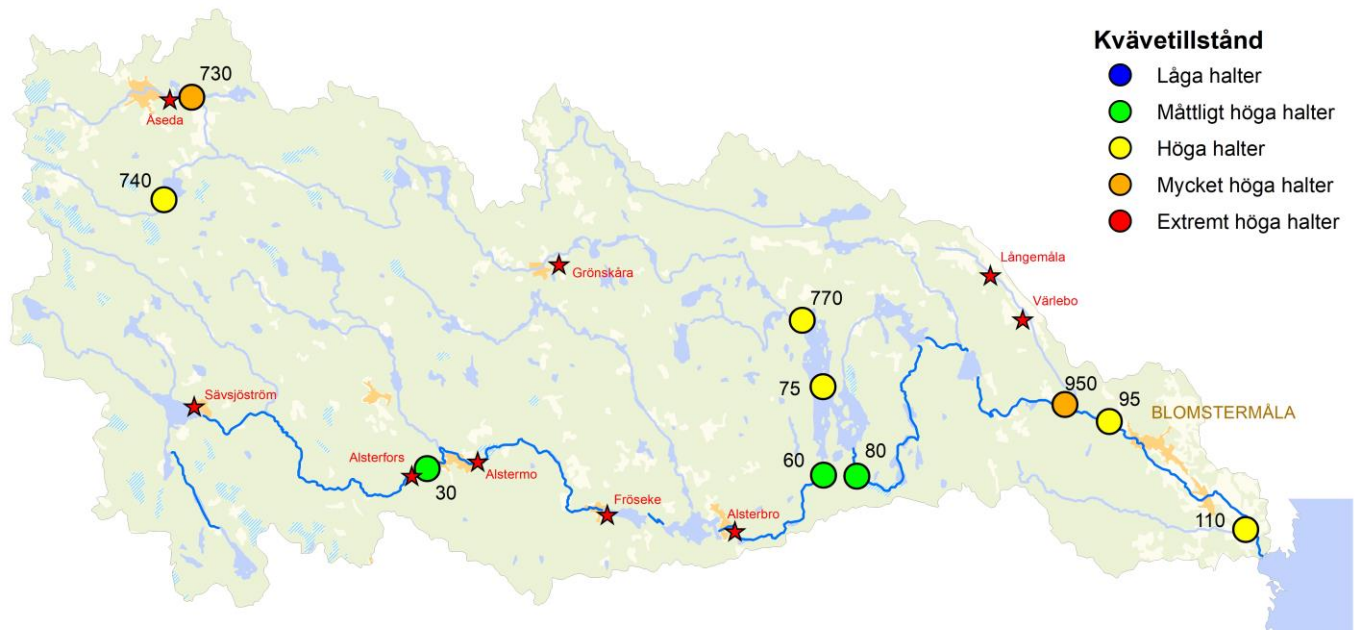 Kvävetillstånd
Låga halter
Måttligt höga halter
Höga halter
Mycket höga halter
Extremt höga halter
730
Åseda
740
Grönskåra
Långemåla
Värlebo
770
75
Sävsjöström
950
95
BLOMSTERMÅLA
Alsterfors
30
Alstermo
60
80
Fröseke
Alsterbro
110